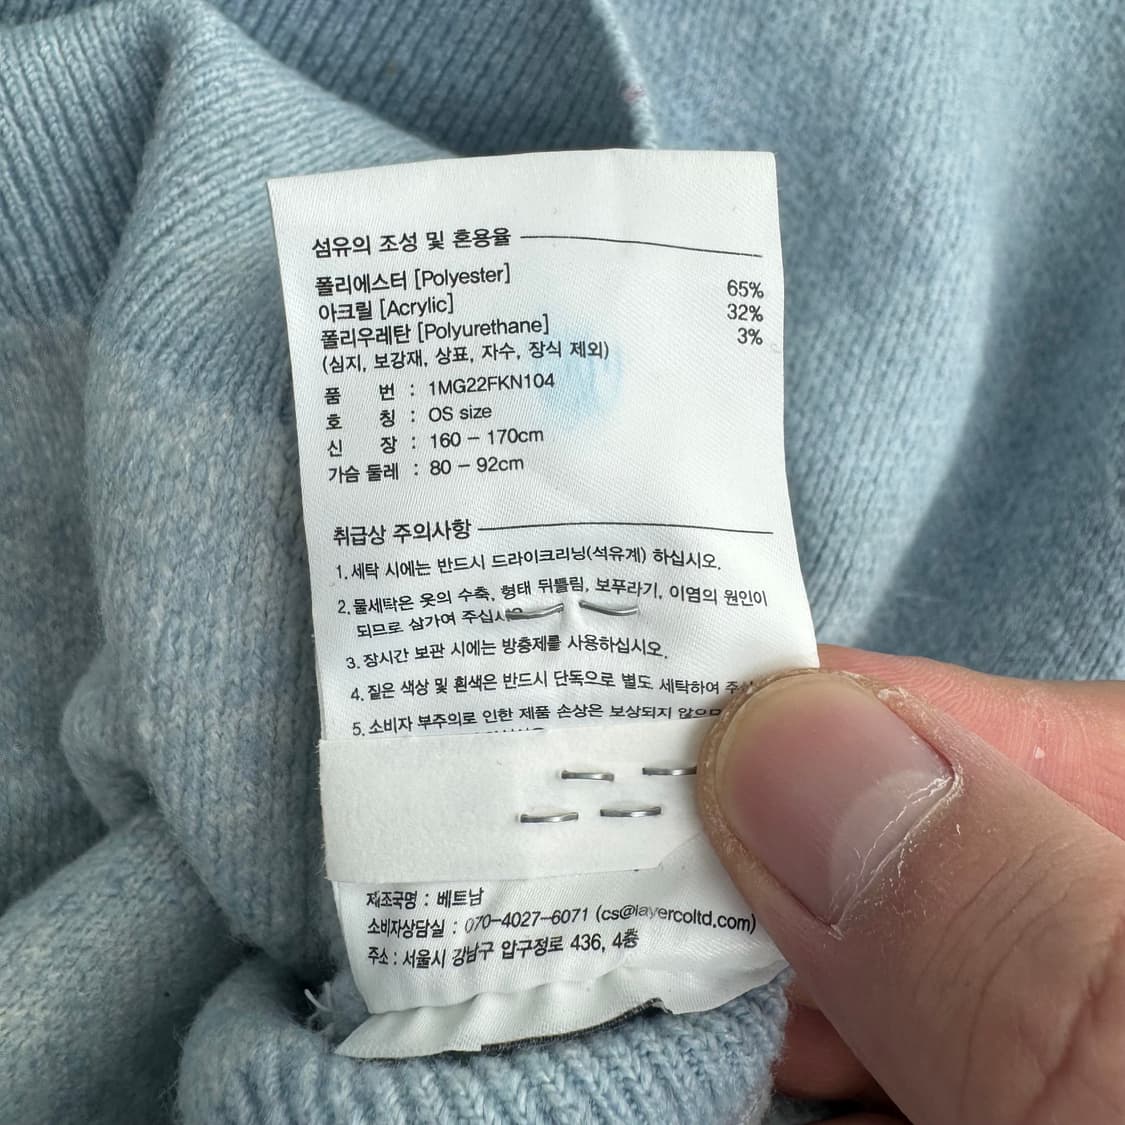 섬유의 조성 및 혼용율
폴리에스터 [Polyester] 65%
아크릴 [Acrylic] 32%
폴리우레탄 [Polyurethane] 3%
(심지, 보강재, 상표, 자수, 장식 제외)
품 번 : 1MG22FKN104
호 칭 : OS size
신 장 : 160 - 170cm
가슴 둘레 : 80 - 92cm
취급상 주의사항
1. 세탁 시에는 반드시 드라이크리닝(석유계) 하십시오.
2. 물세탁은 옷의 수축, 형태 뒤틀림, 보푸라기, 이염의 원인이
되므로 삼가여
3. 장시간 보관 시에는 방충제를 사용하십시오.
4. 짙은 색상 및 흰색은 반드시 단독으로 별도 세탁하여
5. 소비자 부주의로 인한 제품 손상은 보상되지
제조국명 : 베트남
소비자상담실 : 070-4027-6071 (cs@layercoltd.com)
주소 : 서울시 강남구 압구정로 436, 4층